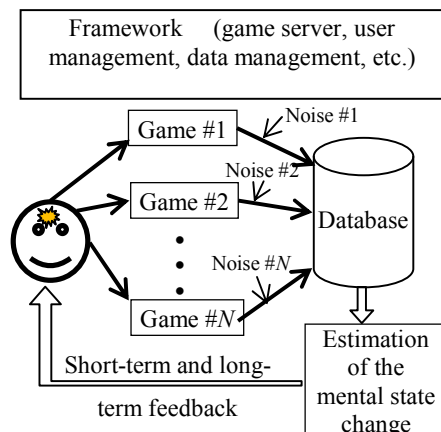 Framework (game server, user
management, data management, etc.)
Game #1
Noise #1
Game #2
Noise #2
Database
Noise #N
Game #N
Estimation
of the
mental state
change
Short-term and long-
term feedback